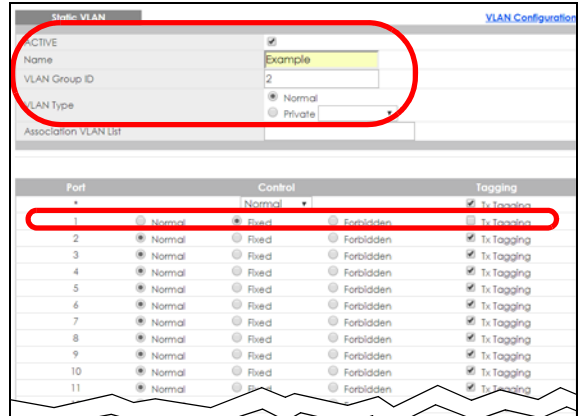 Static VLAN VLAN Configuration
ACTIVE
Name Example
VLAN Group ID 2
VLAN Type Normal
Private
Association VLAN List
Port Control Tagging
* Normal Tx Tagging
1 Normal Fixed Forbidden Tx Tagging
2 Normal Fixed Forbidden Tx Tagging
3 Normal Fixed Forbidden Tx Tagging
4 Normal Fixed Forbidden Tx Tagging
5 Normal Fixed Forbidden Tx Tagging
6 Normal Fixed Forbidden Tx Tagging
7 Normal Fixed Forbidden Tx Tagging
8 Normal Fixed Forbidden Tx Tagging
9 Normal Fixed Forbidden Tx Tagging
10 Normal Fixed Forbidden Tx Tagging
11 Normal Fixed Forbidden Tx Tagging